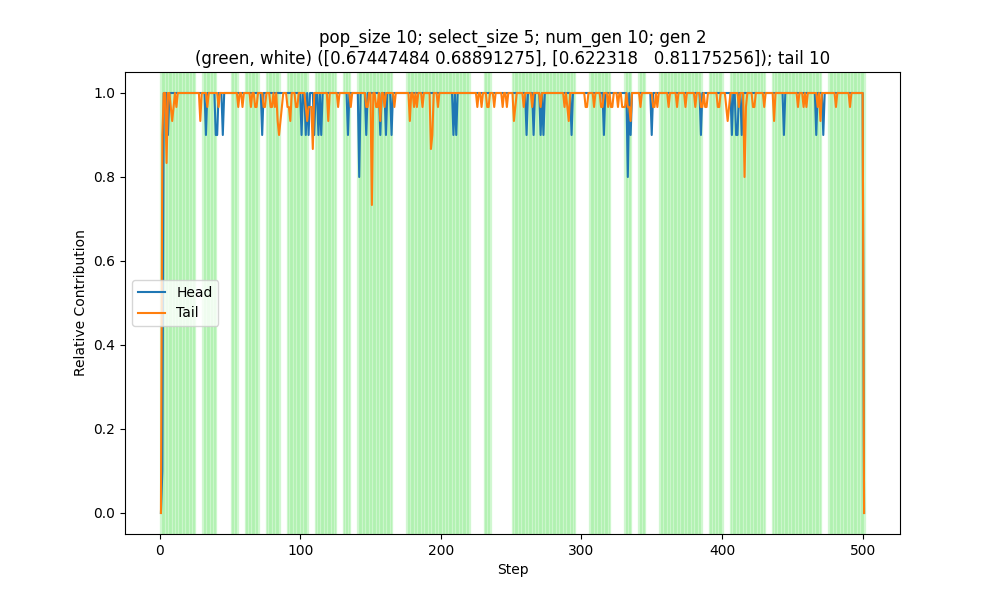 pop_size 10; select_size 5; num_gen 10; gen 2
(green, white) ([0.67447484 0.68891275], [0.622318   0.81175256]); tail 10
1.0
0.8
0.6
0.4
0.2
0.0
Relative Contribution
Head
Tail
0
100
200
300
400
500
Step